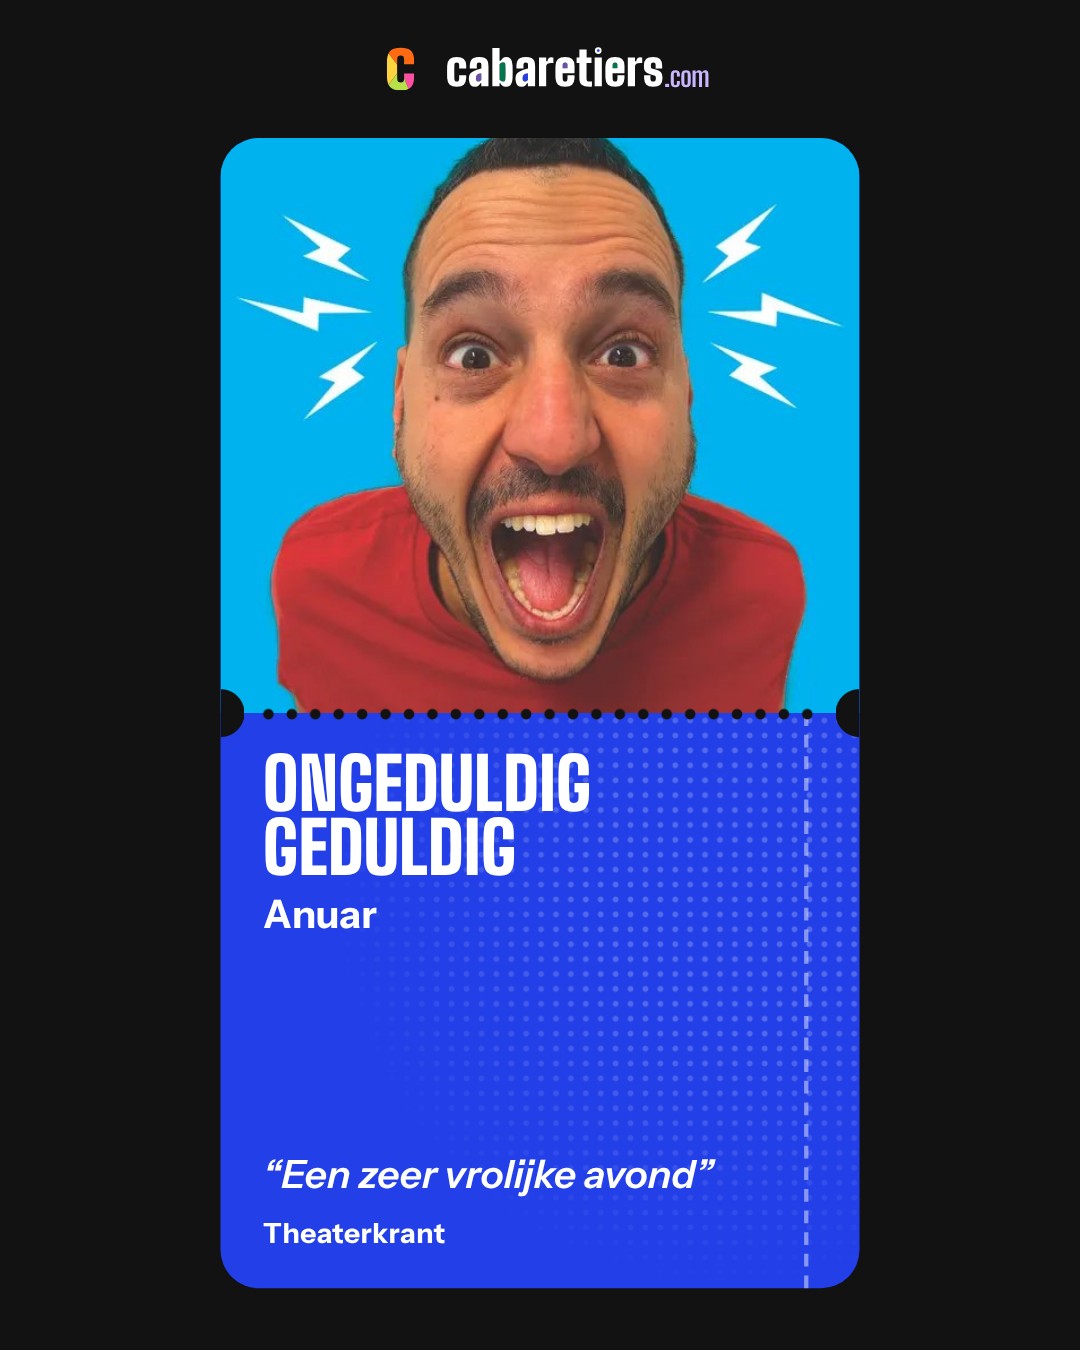 cabaretiers.com
ONGEDULDIG
GEDULDIG
Anuar
“Een zeer vrolijke avond”
Theaterkrant